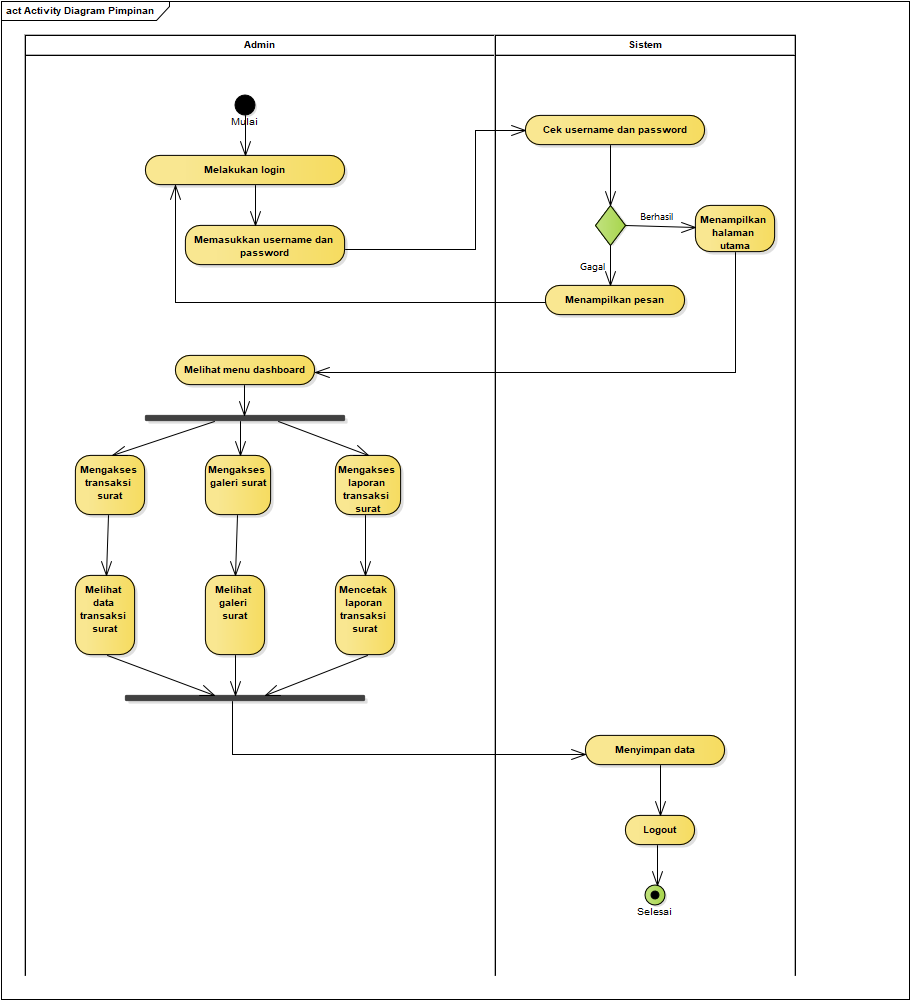 act Activity Diagram Pimpinan
Admin
Sistem
Mulai
Cek username dan password
Melakukan login
Berhasil
Menampilkan
halaman
utama
Memasukkan username dan
password
Gagal
Menampilkan pesan
Melihat menu dashboard
Mengakses
transaksi
surat
Mengakses
galeri surat
Mengakses
laporan
transaksi
surat
Melihat
data
transaksi
surat
Melihat
galeri
surat
Mencetak
laporan
transaksi
surat
Menyimpan data
Logout
Selesai